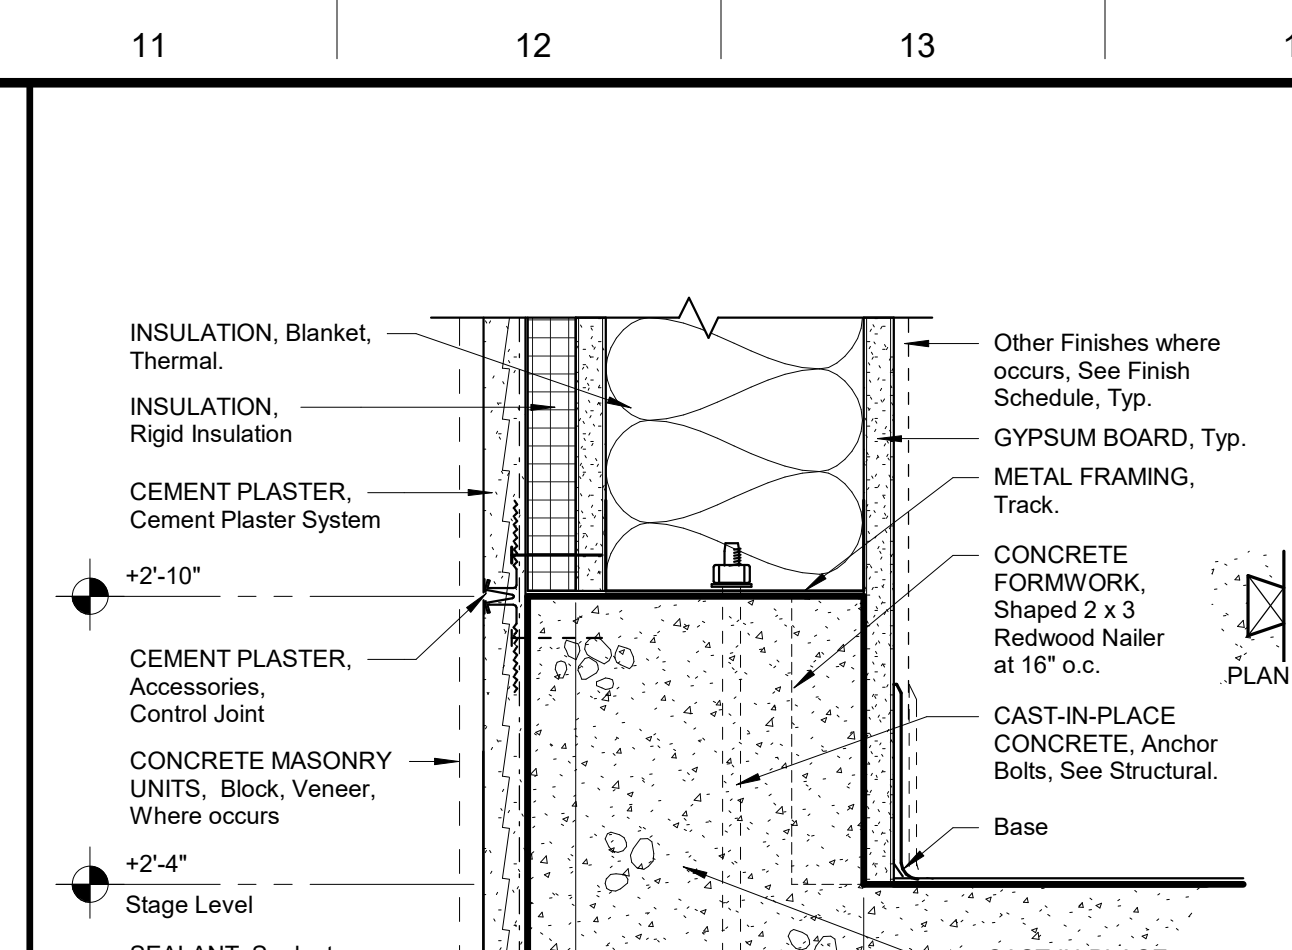 11
12
13
INSULATION, Blanket,
Thermal.
INSULATION,
Rigid Insulation
CEMENT PLASTER,
Cement Plaster System
+2'-10"
CEMENT PLASTER,
Accessories,
Control Joint
CONCRETE MASONRY
UNITS, Block, Veneer,
Where occurs
+2'-4"
Stage Level
Other Finishes where
occurs, See Finish
Schedule, Typ.
GYPSUM BOARD, Typ.
METAL FRAMING,
Track.
CONCRETE
FORMWORK,
Shaped 2 x 3
Redwood Nailer
at 16" o.c.
CAST-IN-PLACE
CONCRETE, Anchor
Bolts, See Structural.
Base
PLAN